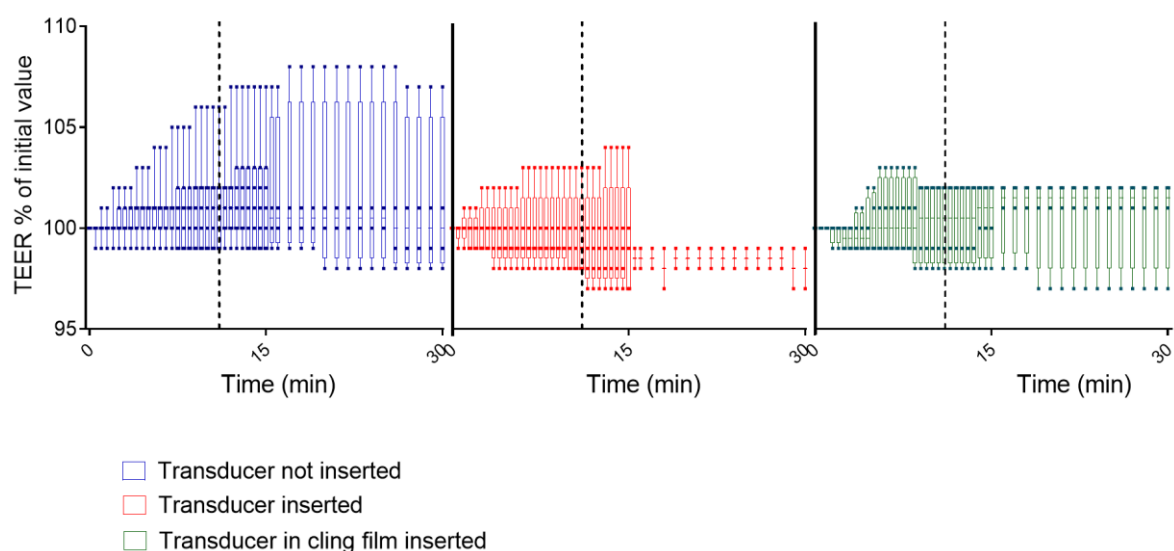 TEER % of initial value
110
105
100
95
0
15
30
0
15
30
0
15
30
Time (min)
Time (min)
Time (min)
Transducer not inserted
Transducer inserted
Transducer in cling film inserted